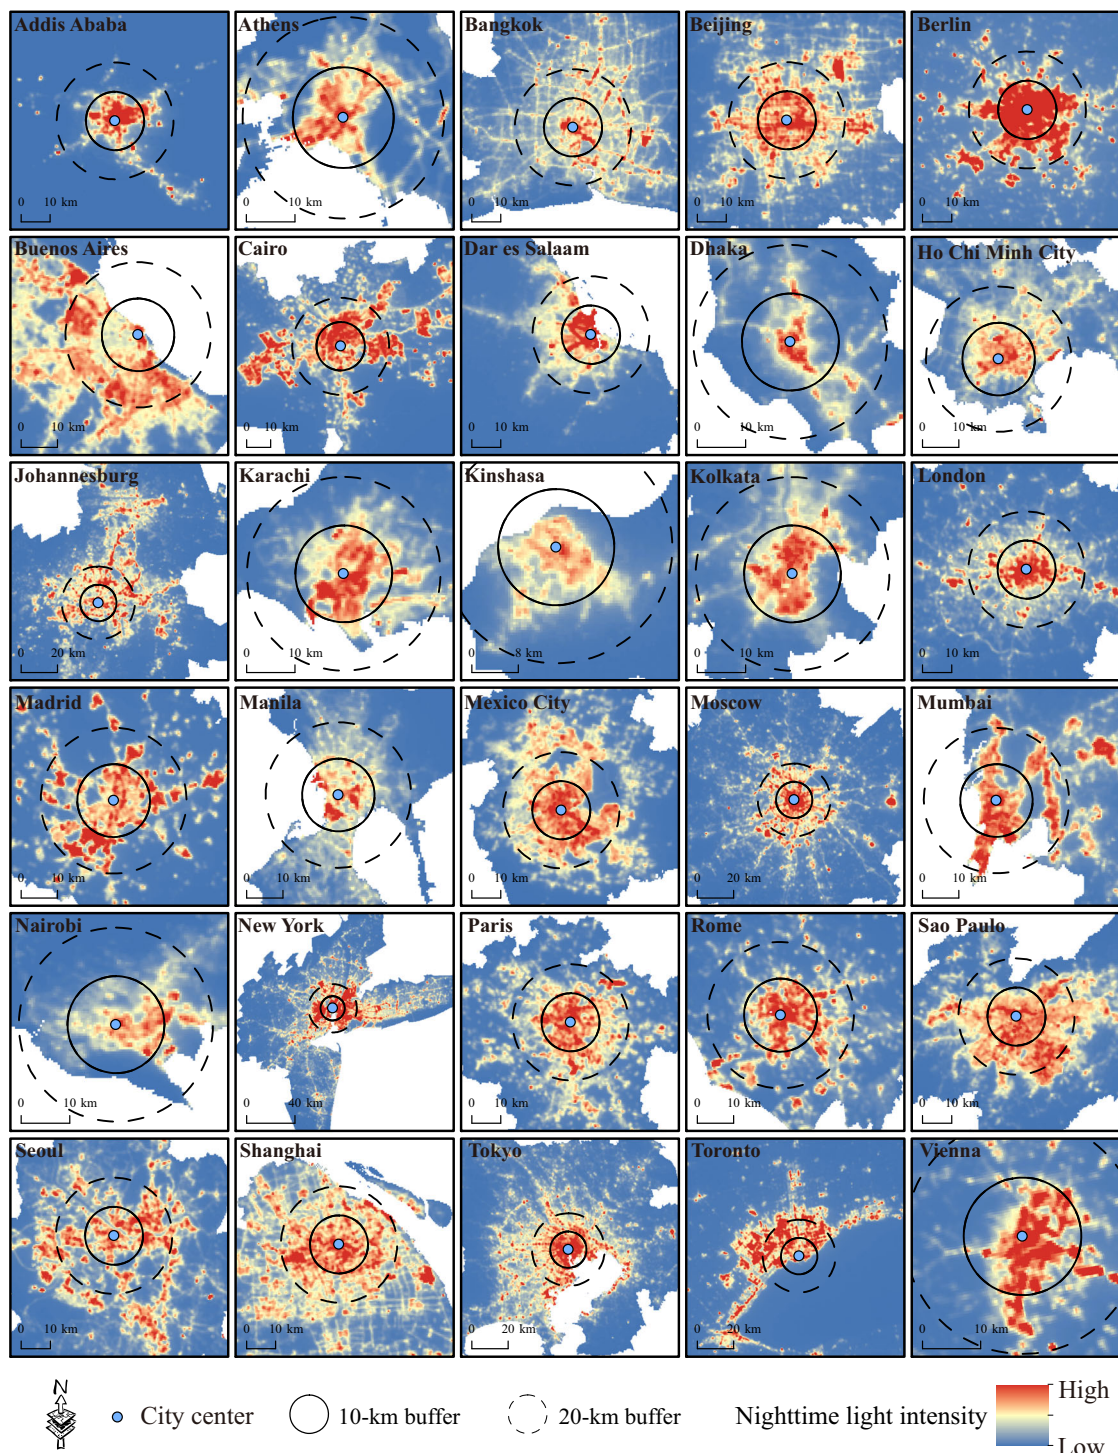 Addis Ababa
0 10 km
Athens
0 10 km
Bangkok
0 10 km
Beijing
0 10 km
Berlin
0 10 km
Buenos Aires
0 10 km
Cairo
0 10 km
Dar es Salaam
0 10 km
Dhaka
0 10 km
Ho Chi Minh City
0 10 km
Johannesburg
0 20 km
Karachi
0 10 km
Kinshasa
0 8 km
Kolkata
0 10 km
London
0 10 km
Madrid
0 10 km
Manila
0 10 km
Mexico City
0 10 km
Moscow
0 20 km
Mumbai
0 10 km
Nairobi
0 10 km
New York
0 40 km
Paris
0 10 km
Rome
0 10 km
Sao Paulo
0 10 km
Seoul
0 10 km
Shanghai
0 10 km
Tokyo
0 20 km
Toronto
0 20 km
Vienna
0 10 km
N
City center
10-km buffer
20-km buffer
Nighttime light intensity
High
Low